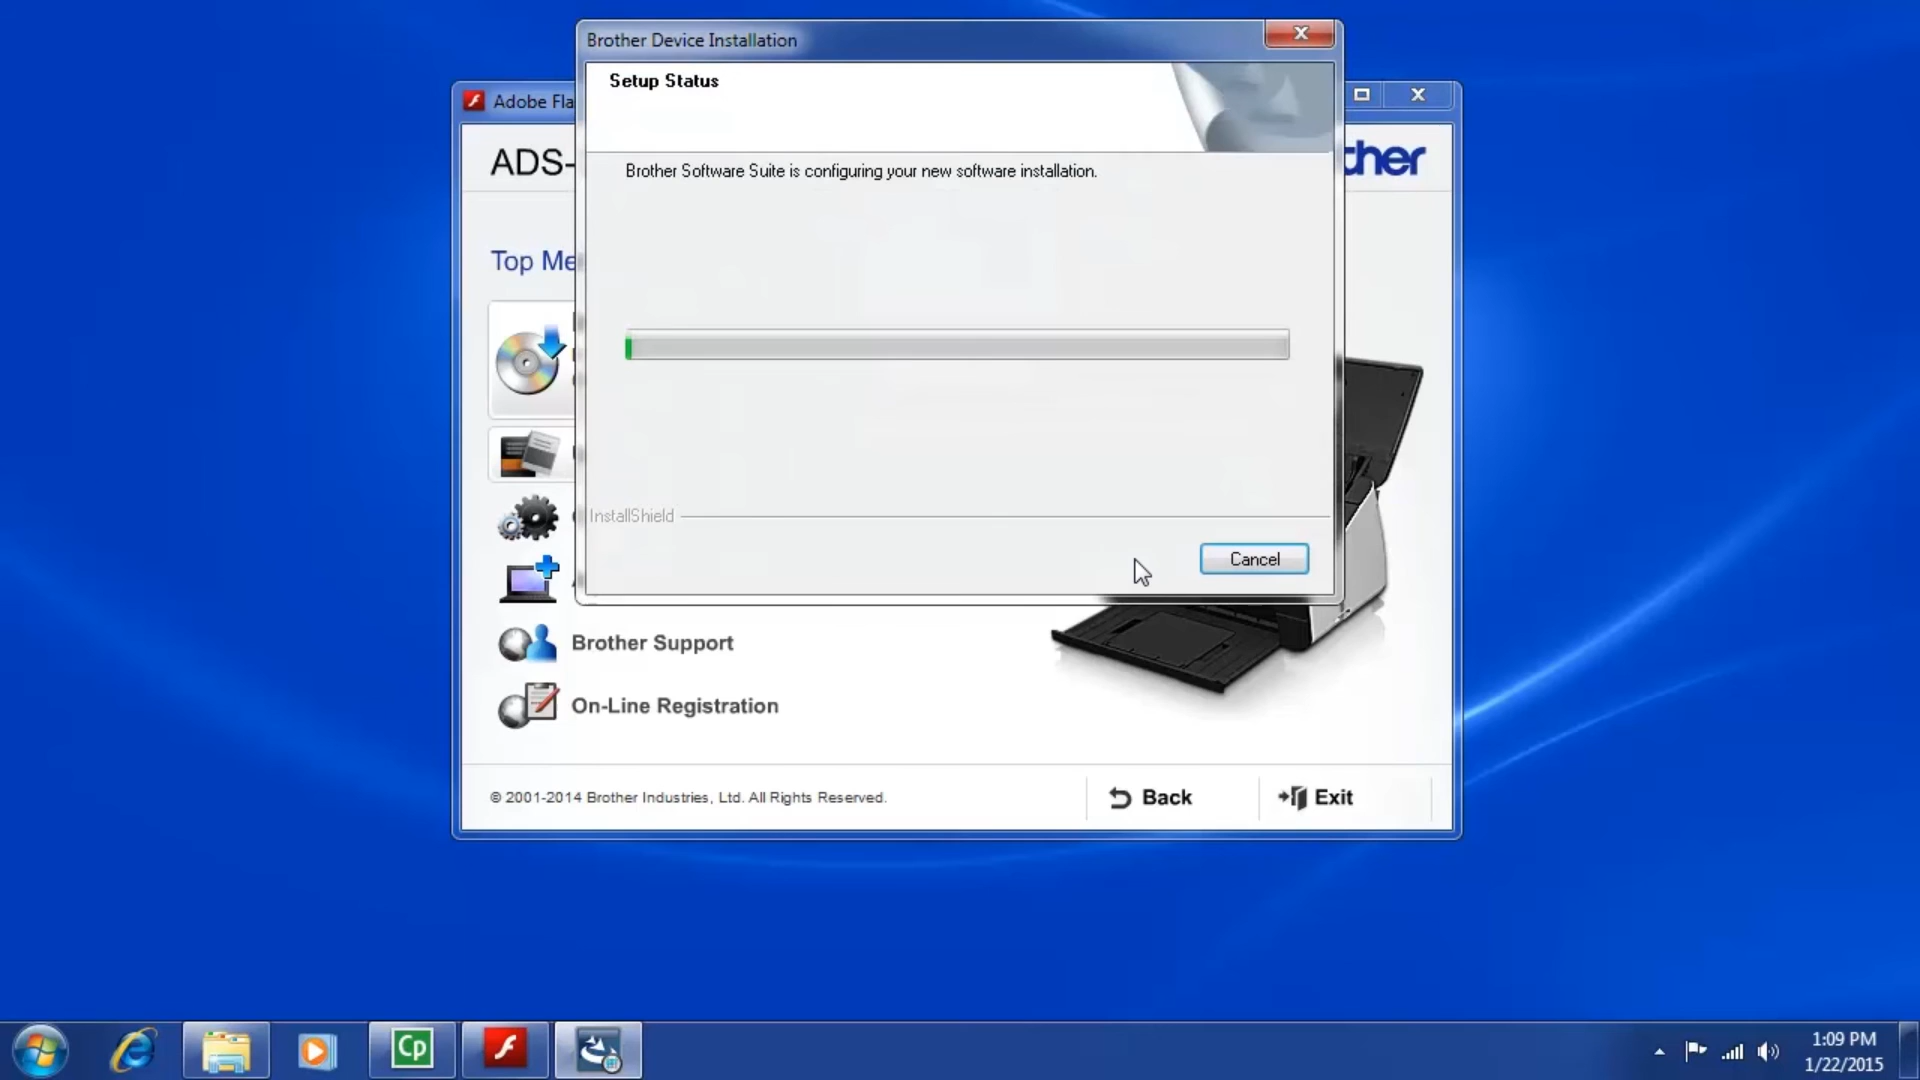 Brother Device Installation
Setup Status
Adobe Fla
ADS-
ther
Brother Software Suite is configuring your new software installation.
Top Me
InstallShield
Cancel
Brother Support
On-Line Registration
© 2001-2014 Brother Industries, Ltd. All Rights Reserved.
Back
Exit
Cp
1:09 PM
1/22/2015